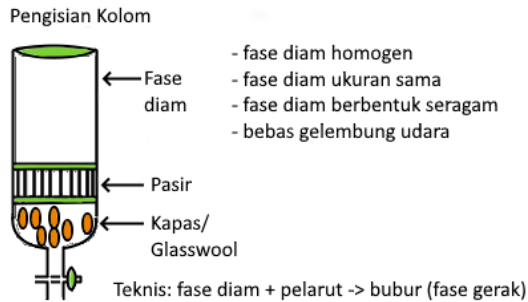 Pengisian Kolom
Fase
diam
- fase diam homogen
- fase diam ukuran sama
- fase diam berbentuk seragam
- bebas gelembung udara
Pasir
Kapas/
Glasswool
Teknis: fase diam + pelarut -> bubur (fase gerak)